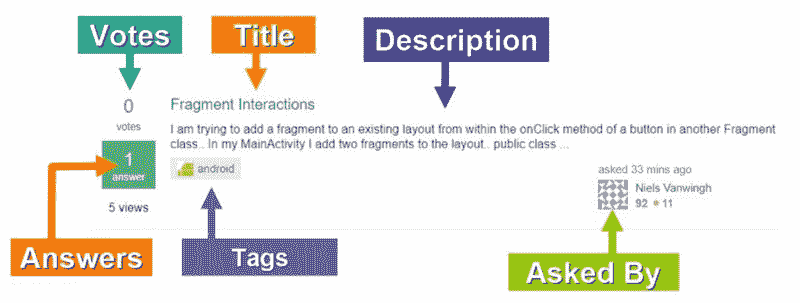 Votes
Title
Description
0
votes
Fragment Interactions
I am trying to add a fragment to an existing layout from within the onClick method of a button in another Fragment
class.. In my MainActivity I add two fragments to the layout.. public class ...
1
answer
android
5 views
asked 33 mins ago
Niels Vanwingh
92 11
Answers
Tags
Asked By